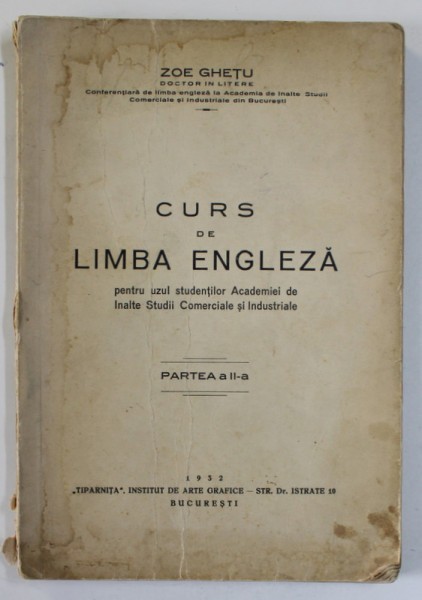 ZOE GHEȚU
DOCTOR IN LITERE
Conferențiară de limba engleză la Academia de Inalte Studii
Comerciale și Industriale din București
CURS
DE
LIMBA ENGLEZĂ
pentru uzul studenților Academiei de
Inalte Studii Comerciale și Industriale
PARTEA a II-a
1932
„TIPARNIȚA”, INSTITUT DE ARTE GRAFICE — STR. Dr. ISTRATE 10
BUCUREȘTI